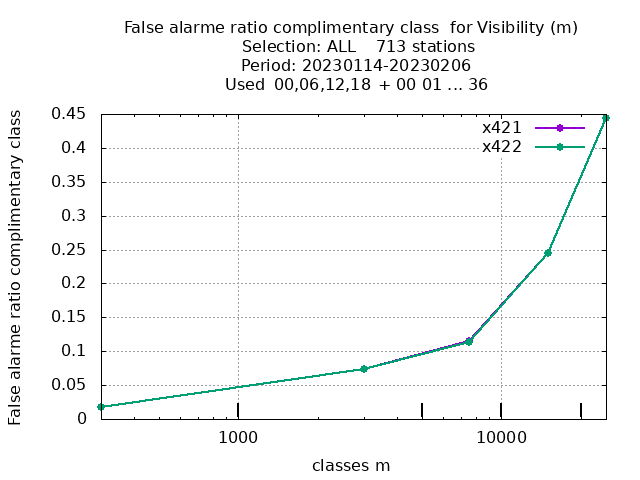 False alarme ratio complimentary class for Visibility (m)
Selection: ALL 713 stations
Period: 20230114-20230206
Used 00,06,12,18 + 00 01 ... 36
False alarme ratio complimentary class
0.45
0.4
0.35
0.3
0.25
0.2
0.15
0.1
0.05
0
x421
x422
1000
10000
classes m